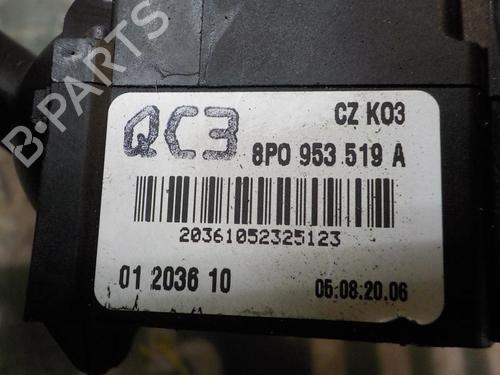 B-PARTS
QC3
CZ K03
8P0 953 519 A
20361052325123
01 2036 10
05.08.20.06